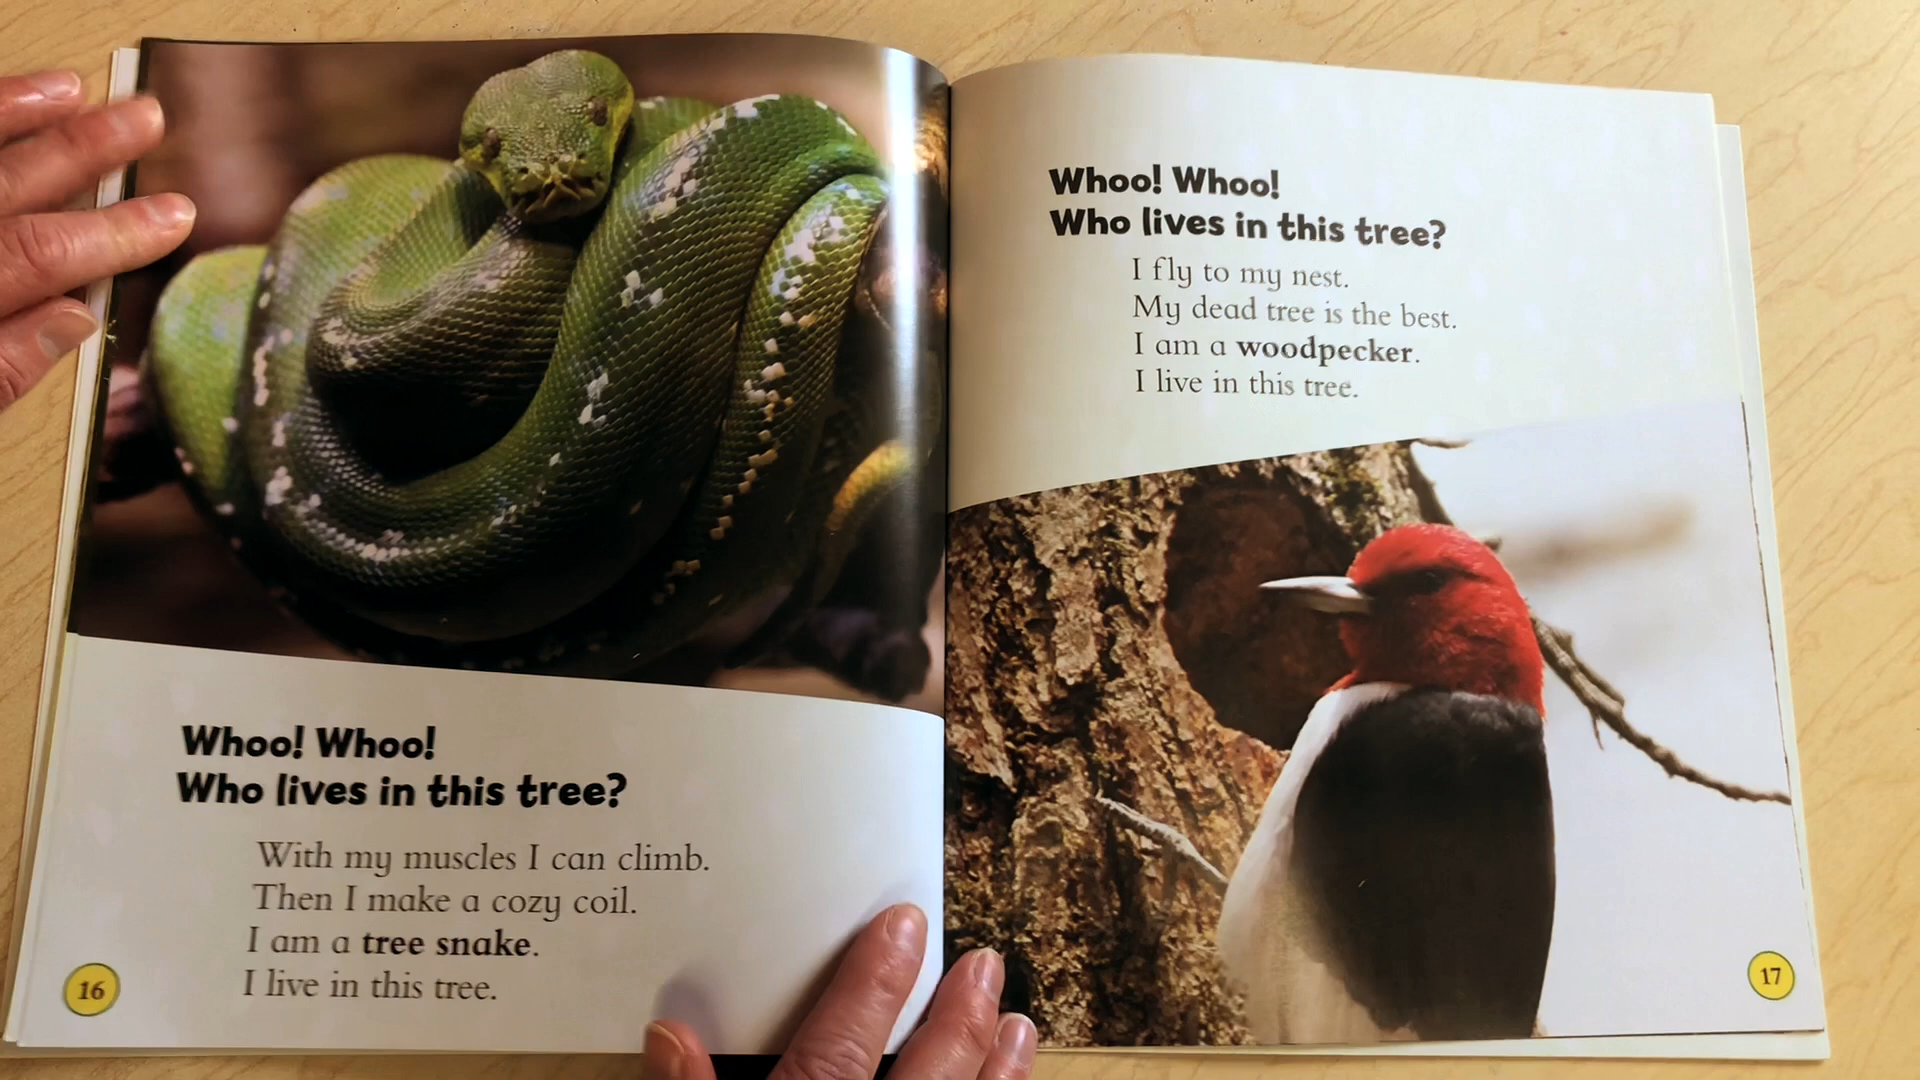 Whoo! Whoo!
Who lives in this tree?
With my muscles I can climb.
Then I make a cozy coil.
I am a tree snake.
I live in this tree.
16
Whoo! Whoo!
Who lives in this tree?
I fly to my nest.
My dead tree is the best.
I am a woodpecker.
I live in this tree.
17